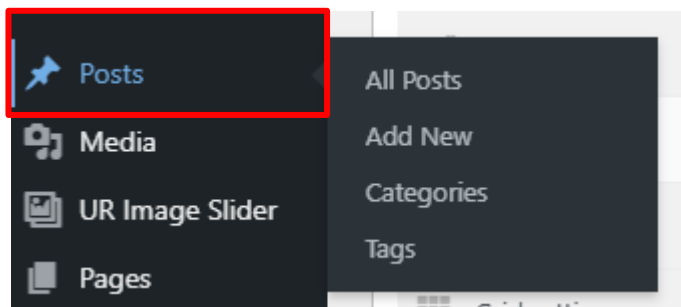 Posts
Media
UR Image Slider
Pages
All Posts
Add New
Categories
Tags